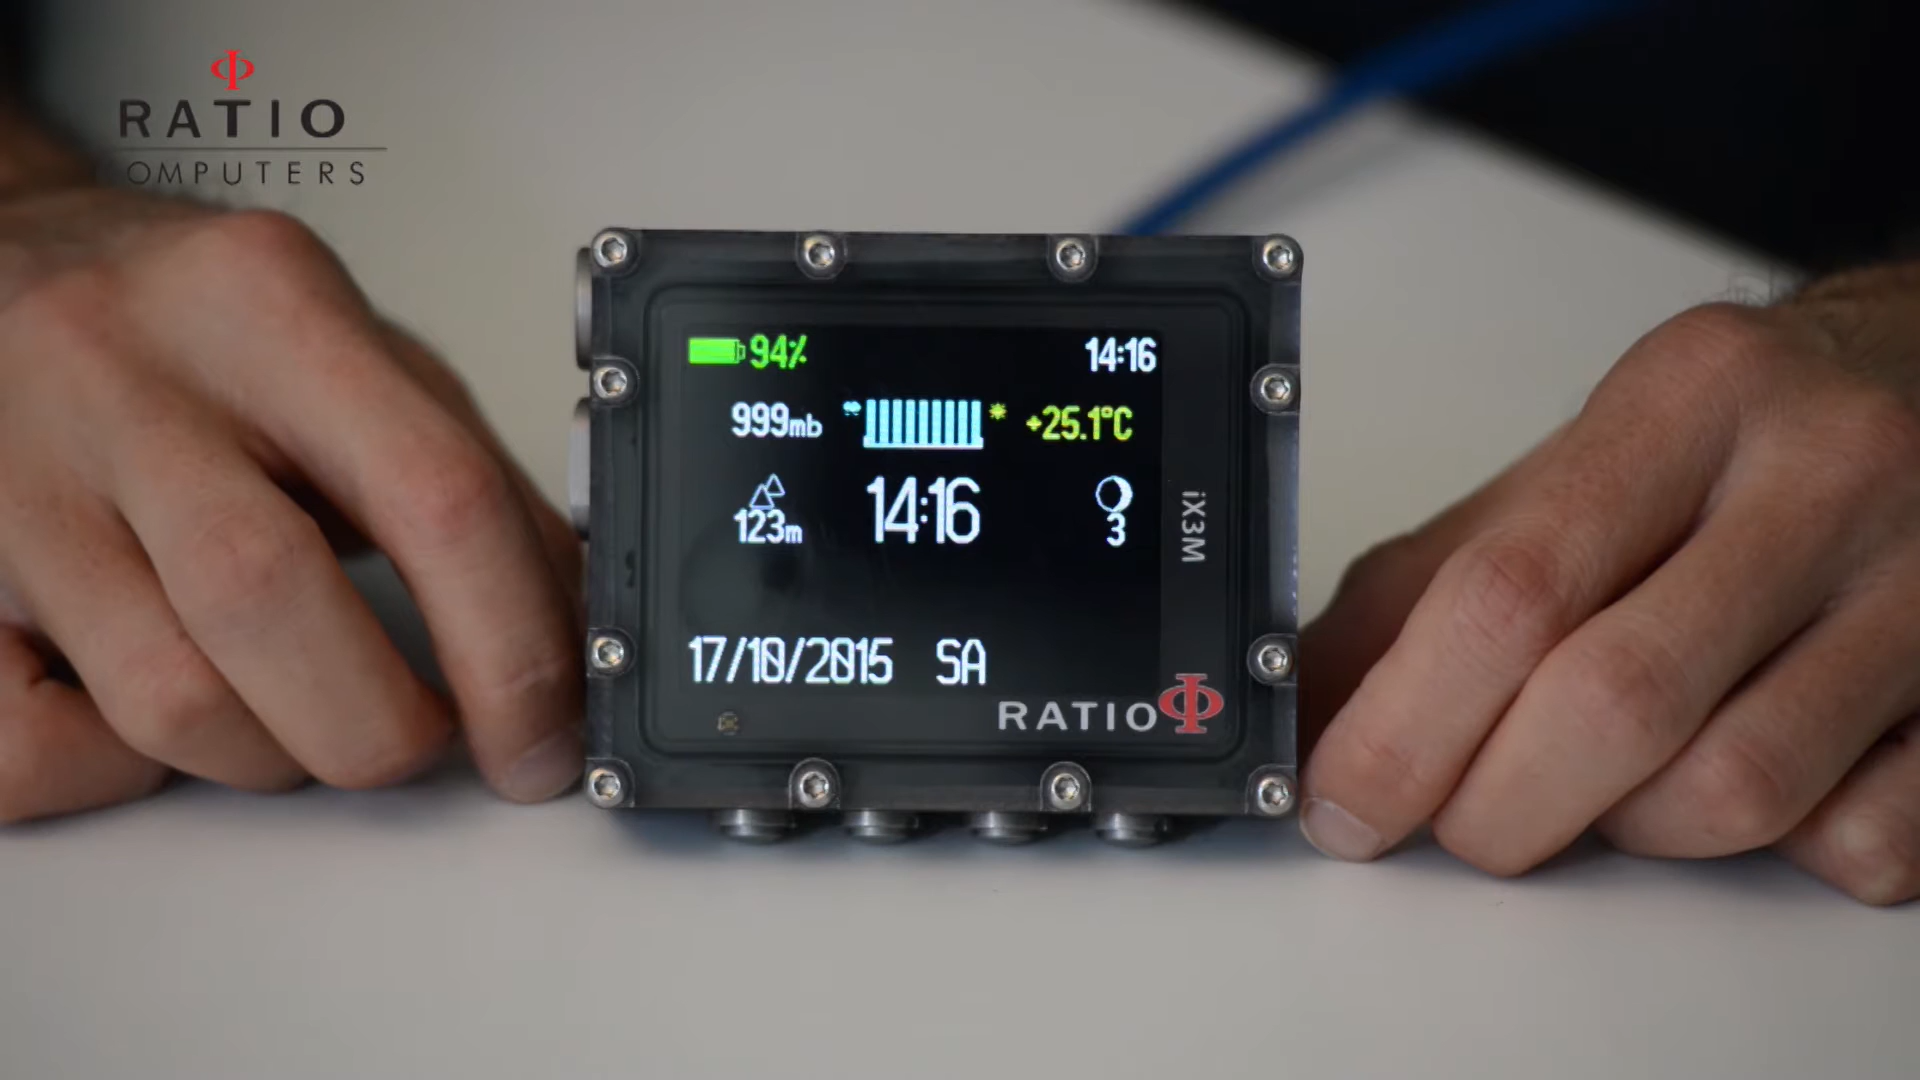 RATIO
COMPUTERS
94% 14:16
999mb +25.1°C
123m 14:16 3
iX3M
17/10/2015 SA
RATIO